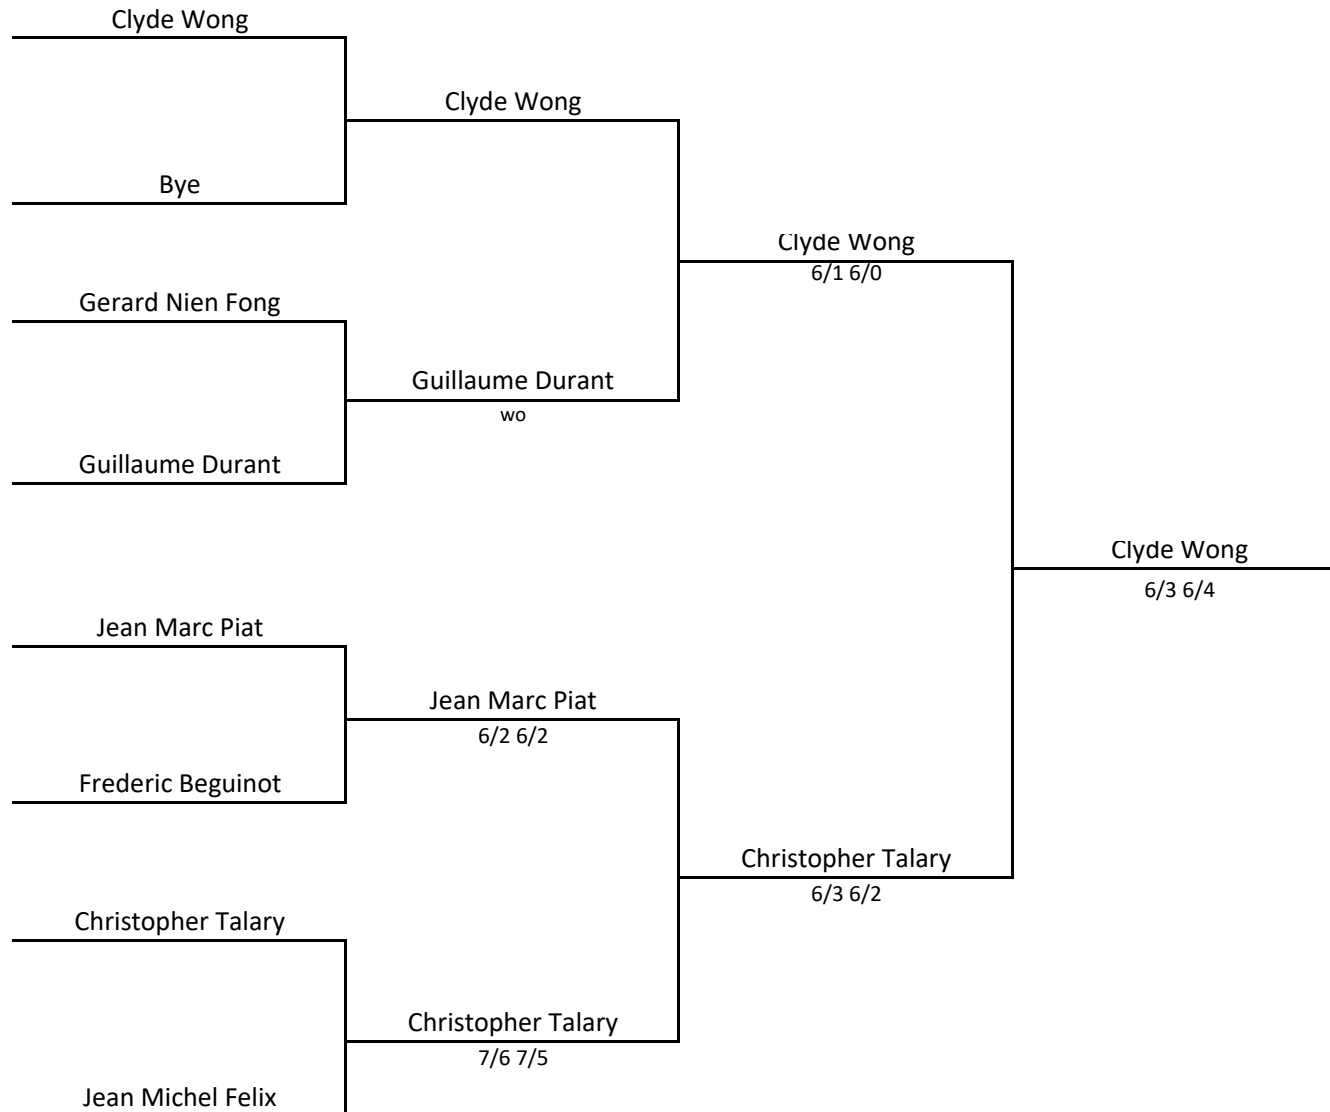 Clyde Wong
Clyde Wong
Bye
Clyde Wong
6/1 6/0
Gerard Nien Fong
Guillaume Durant
wo
Guillaume Durant
Clyde Wong
6/3 6/4
Jean Marc Piat
Jean Marc Piat
6/2 6/2
Frederic Beguinot
Christopher Talary
6/3 6/2
Christopher Talary
Christopher Talary
7/6 7/5
Jean Michel Felix